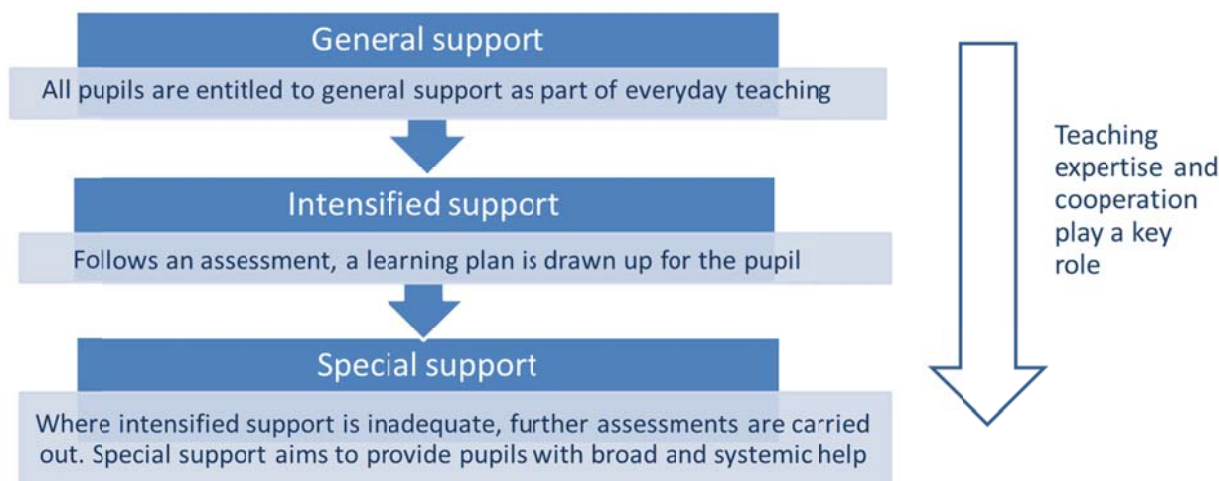 General support
All pupils are entitled to general support as part of everyday teaching
Intensified support
Follows an assessment, a learning plan is drawn up for the pupil
Special support
Where intensified support is inadequate, further assessments are carried
out. Special support aims to provide pupils with broad and systemic help
Teaching
expertise and
cooperation
play a key
role